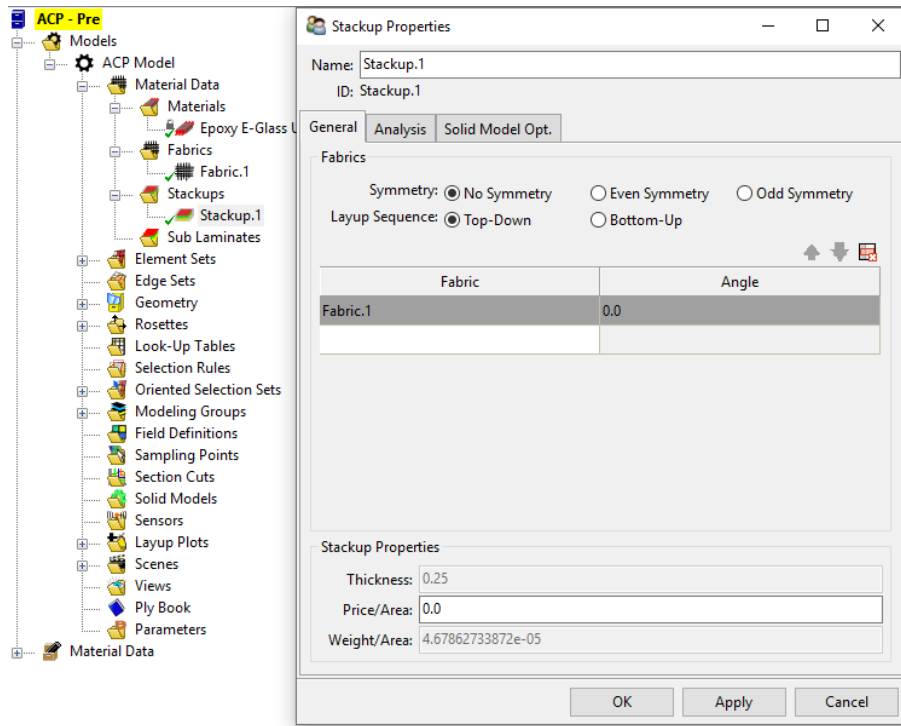 ACP - Pre
Models
ACP Model
Material Data
Materials
Epoxy E-Glass
Fabrics
Fabric.1
Stackups
Stackup.1
Sub Laminates
Element Sets
Edge Sets
Geometry
Rosettes
Look-Up Tables
Selection Rules
Oriented Selection Sets
Modeling Groups
Field Definitions
Sampling Points
Section Cuts
Solid Models
Sensors
Layup Plots
Scenes
Views
Ply Book
Parameters
Material Data
Stackup Properties
Name: Stackup.1
ID: Stackup.1
General Analysis Solid Model Opt.
Fabrics
Symmetry: No Symmetry Even Symmetry Odd Symmetry
Layup Sequence: Top-Down Bottom-Up
Fabric Angle
Fabric.1 0.0
Stackup Properties
Thickness: 0.25
Price/Area: 0.0
Weight/Area: 4.67862733872e-05
OK Apply Cancel